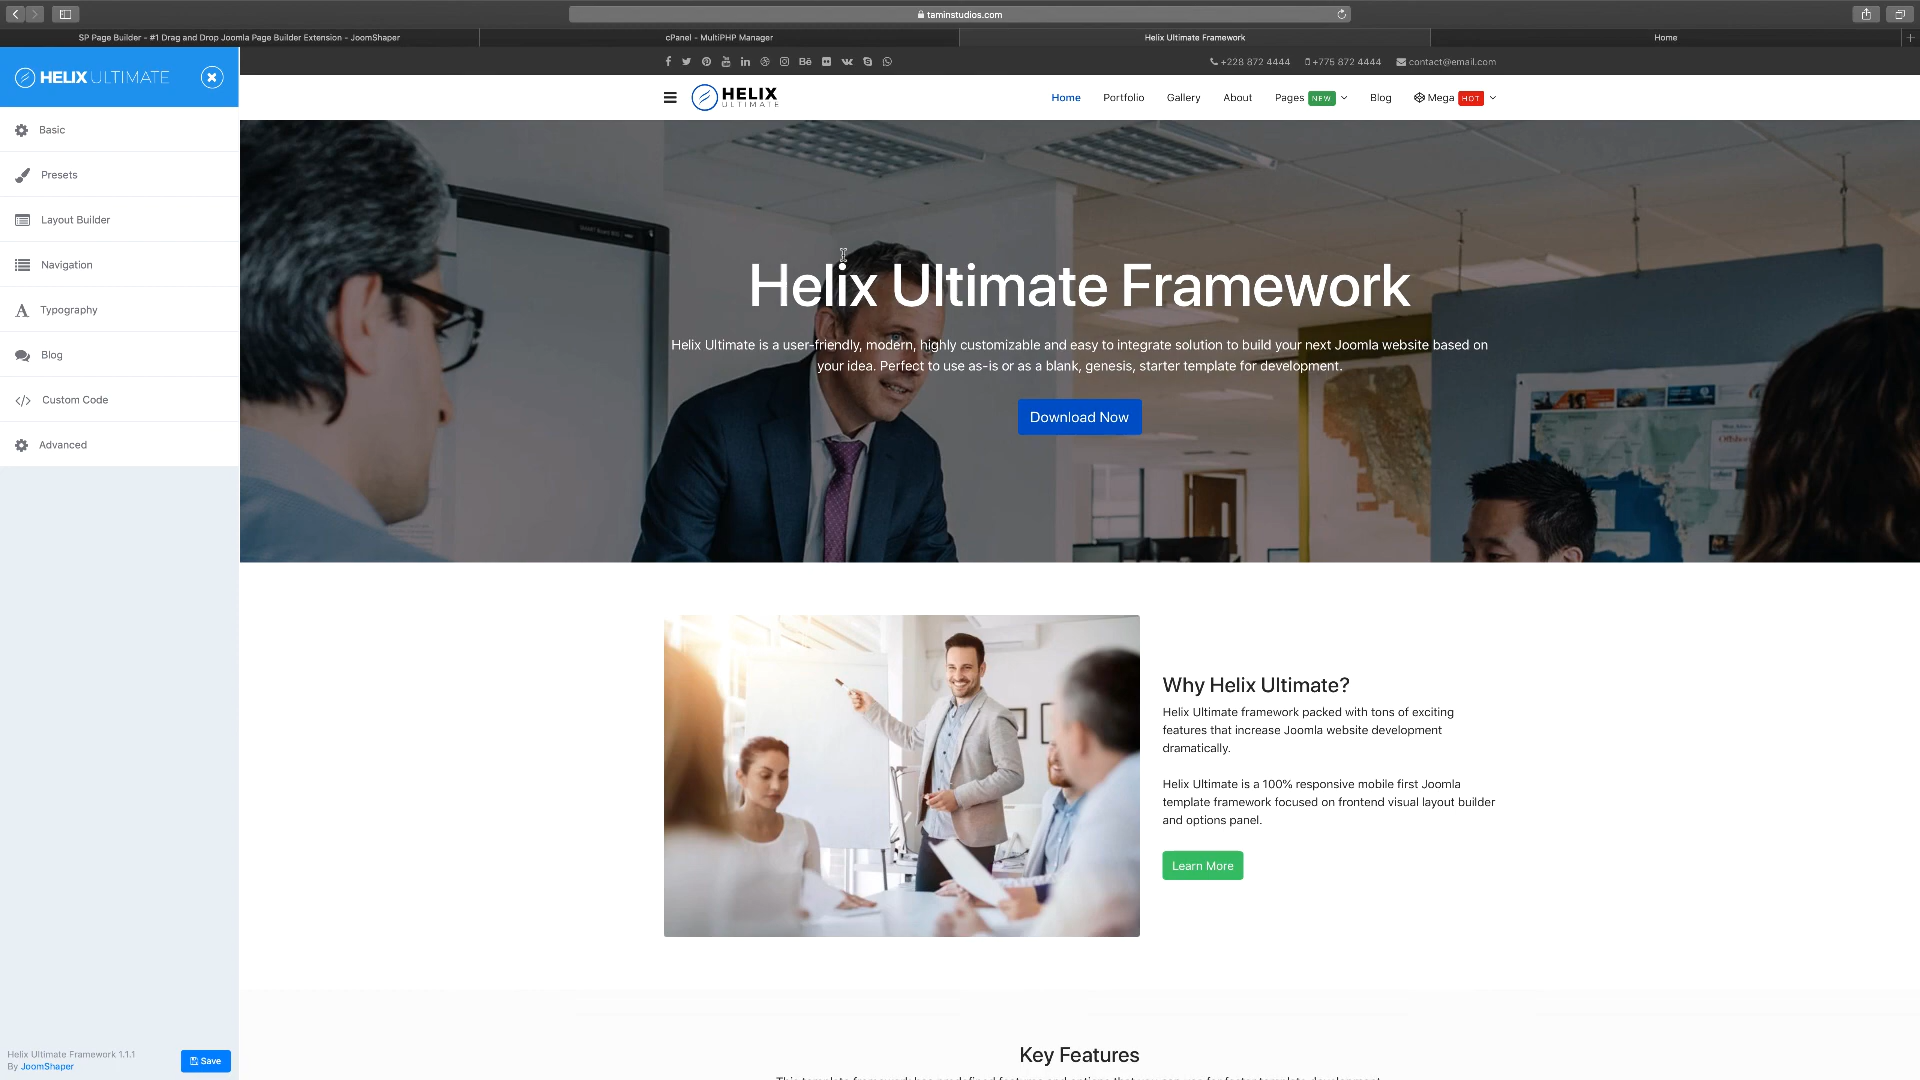 taminstudios.com
SP Page Builder - #1 Drag and Drop Joomla Page Builder Extension - JoomShaper
cPanel - MultiPHP Manager
Helix Ultimate Framework
Home
HELIX ULTIMATE
Basic
Presets
Layout Builder
Navigation
Typography
Blog
Custom Code
Advanced
Helix Ultimate Framework 1.1.1
By JoomShaper
Save
+228 872 4444
+775 872 4444
contact@email.com
HELIX
ULTIMATE
Home
Portfolio
Gallery
About
Pages NEW
Blog
Mega HOT
Helix Ultimate Framework
Helix Ultimate is a user-friendly, modern, highly customizable and easy to integrate solution to build your next Joomla website based on
your idea. Perfect to use as-is or as a blank, genesis, starter template for development.
Download Now
Why Helix Ultimate?
Helix Ultimate framework packed with tons of exciting
features that increase Joomla website development
dramatically.
Helix Ultimate is a 100% responsive mobile first Joomla
template framework focused on frontend visual layout builder
and options panel.
Learn More
Key Features